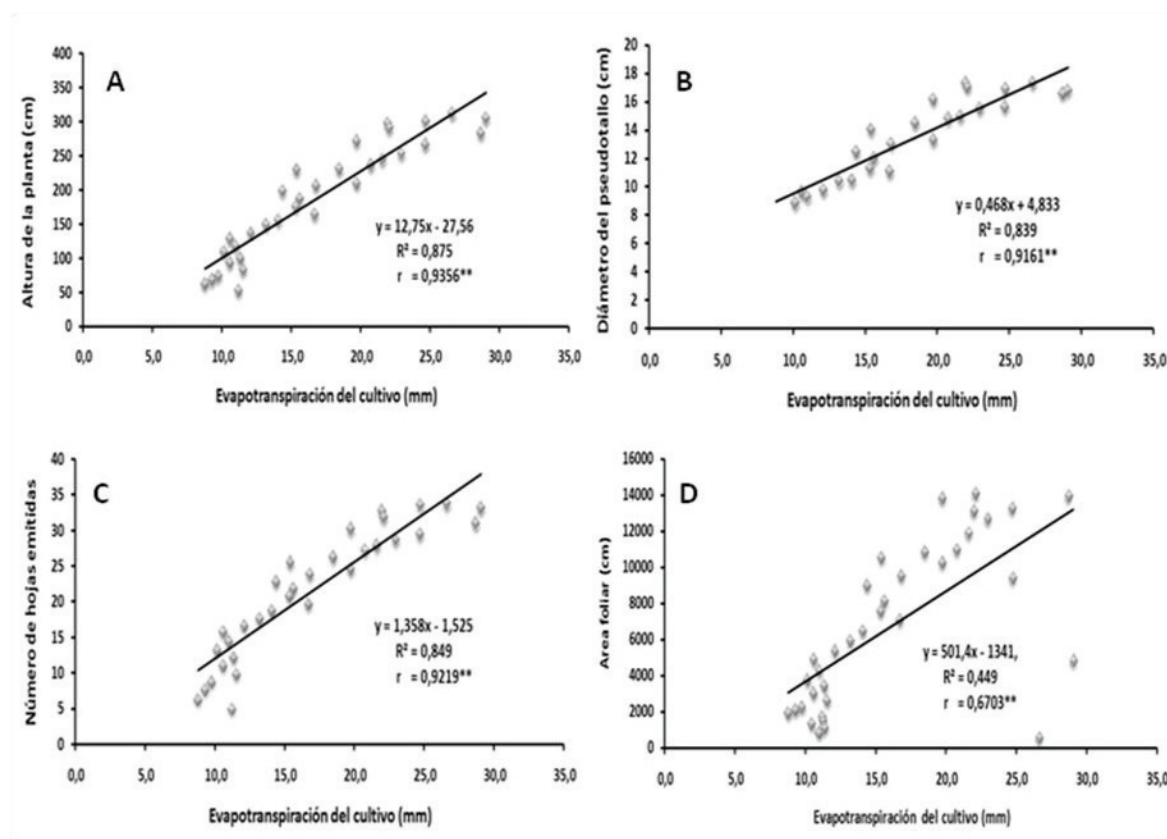 A
Altura de la planta (cm)
400
350
300
250
200
150
100
50
0
y = 12,75x - 27,56
R² = 0,875
r = 0,9356**
0,0 5,0 10,0 15,0 20,0 25,0 30,0 35,0
Evapotranspiración del cultivo (mm)
B
Diámetro del pseudotallo (cm)
20
18
16
14
12
10
8
6
4
2
0
y = 0,468x + 4,833
R² = 0,839
r = 0,9161**
0,0 5,0 10,0 15,0 20,0 25,0 30,0 35,0
Evapotranspiración del cultivo (mm)
C
Número de hojas emitidas
40
35
30
25
20
15
10
5
0
y = 1,358x - 1,525
R² = 0,849
r = 0,9219**
0,0 5,0 10,0 15,0 20,0 25,0 30,0 35,0
Evapotranspiración del cultivo (mm)
D
Area foliar (cm)
16000
14000
12000
10000
8000
6000
4000
2000
0
y = 501,4x - 1341,
R² = 0,449
r = 0,6703**
0,0 5,0 10,0 15,0 20,0 25,0 30,0 35,0
Evapotranspiración del cultivo (mm)